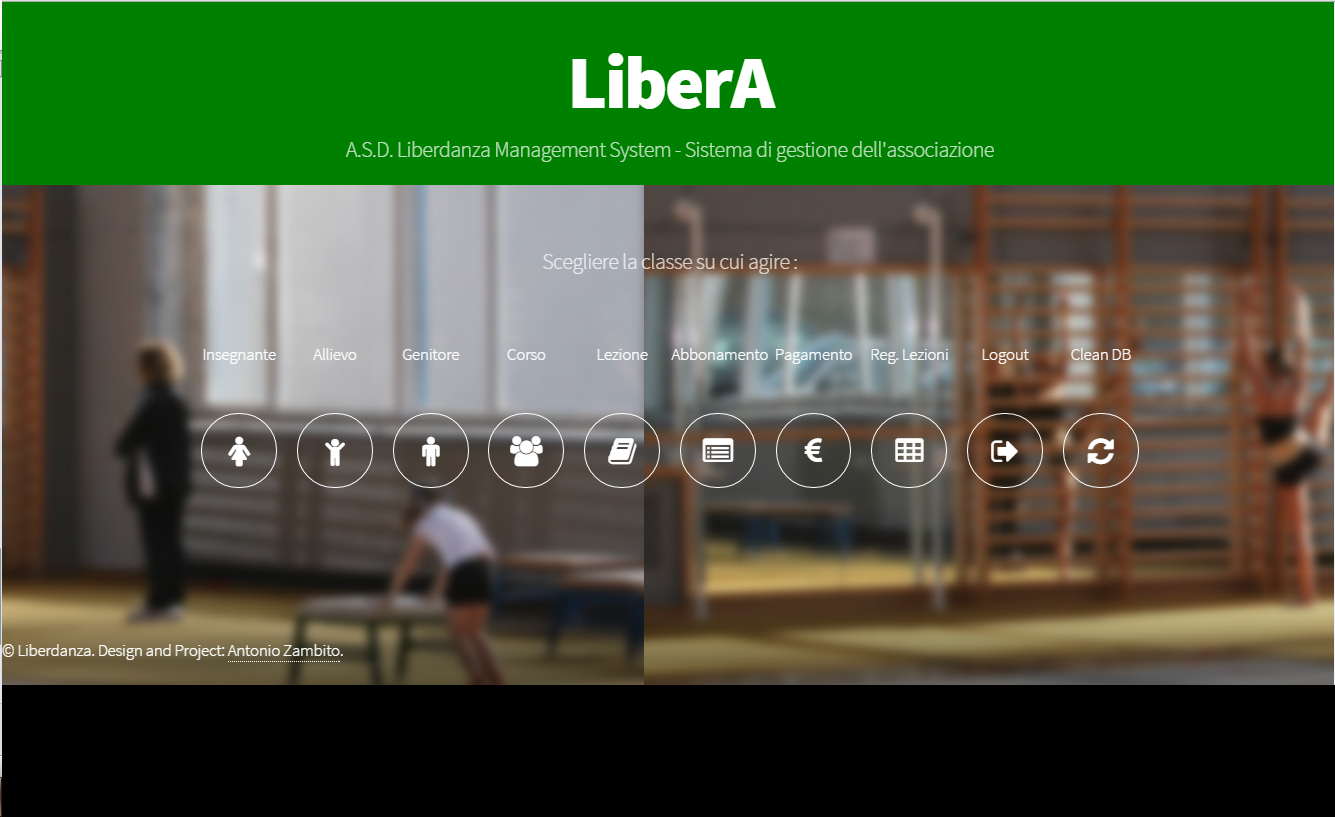 LiberA
A.S.D. Liberdanza Management System - Sistema di gestione dell'associazione
Scegliere la classe su cui agire :
Insegnante Allievo Genitore Corso Lezione Abbonamento Pagamento Reg. Lezioni Logout Clean DB
€
© Liberdanza. Design and Project: Antonio Zambito.